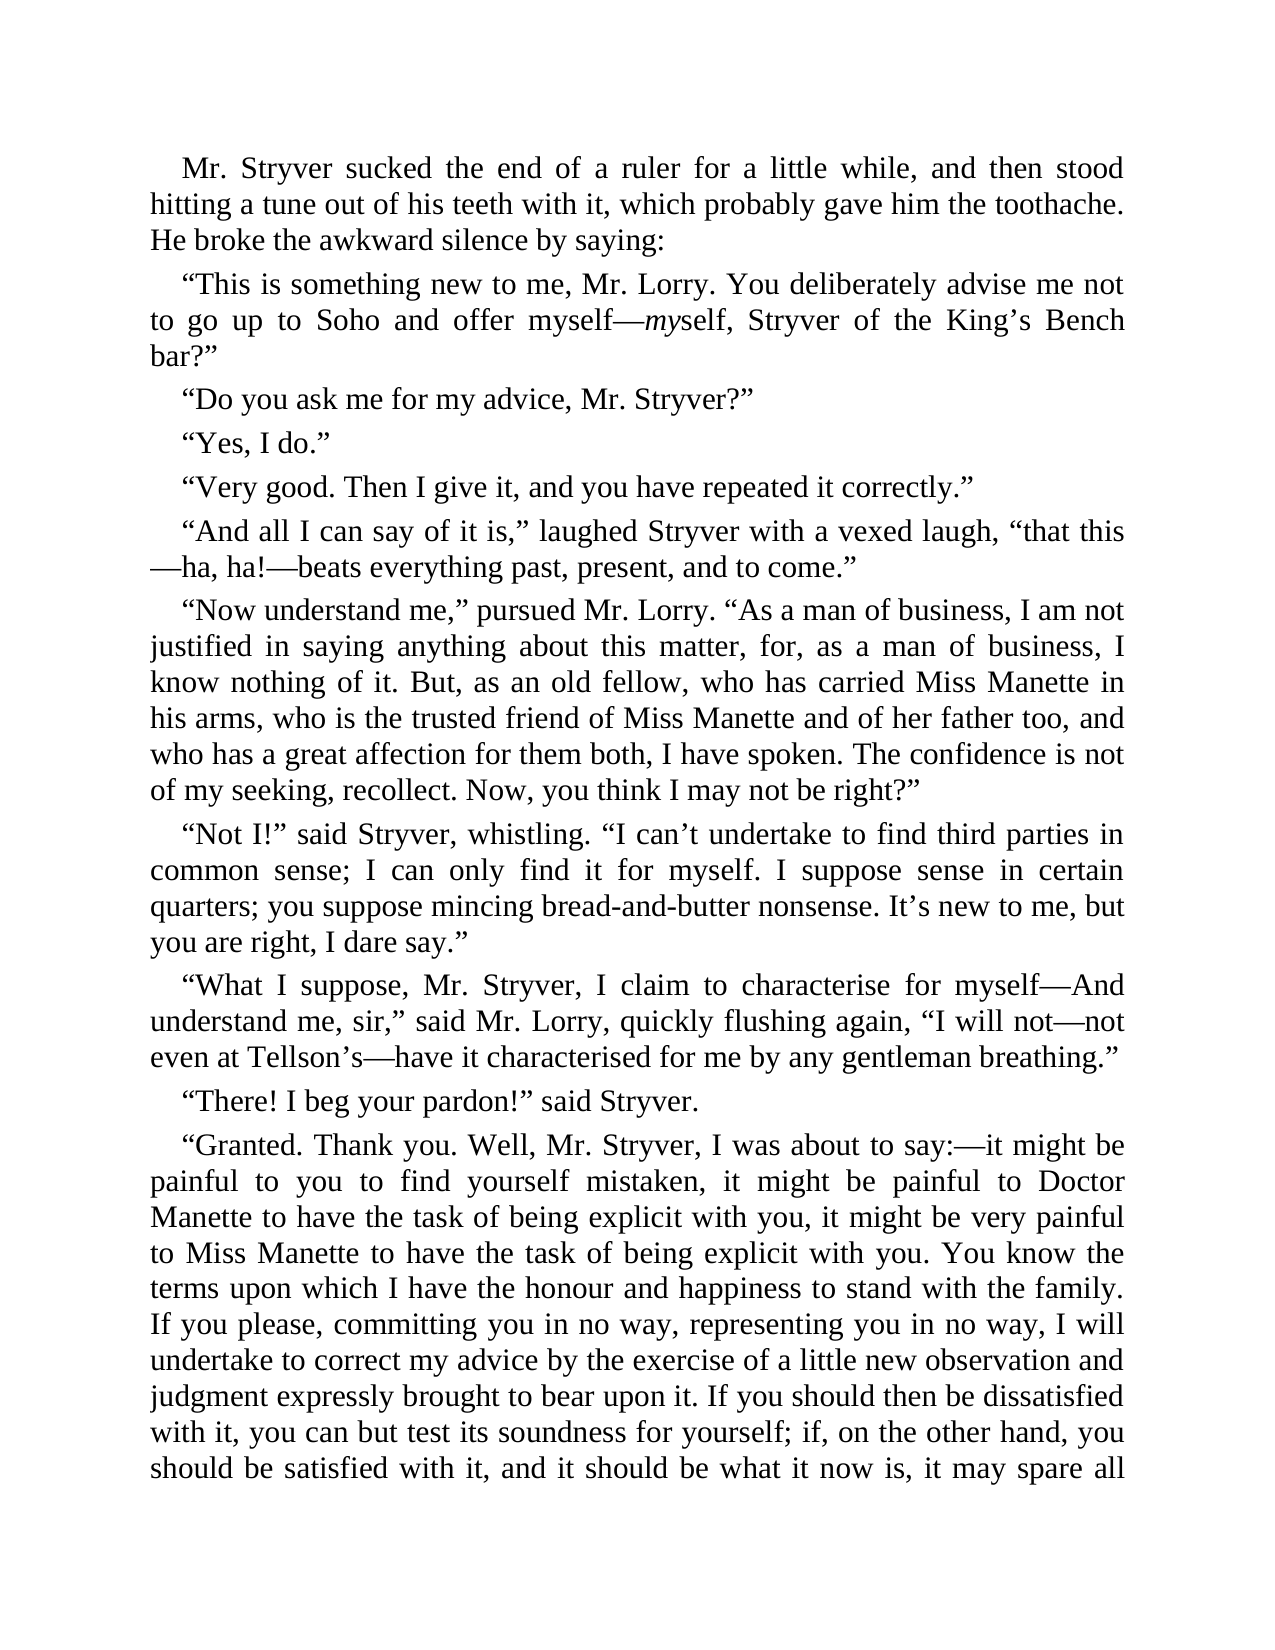 Mr. Stryver sucked the end of a ruler for a little while, and then stood
hitting a tune out of his teeth with it, which probably gave him the toothache.
He broke the awkward silence by saying:
“This is something new to me, Mr. Lorry. You deliberately advise me not
to go up to Soho and offer myself—myself, Stryver of the King’s Bench
bar?”
“Do you ask me for my advice, Mr. Stryver?”
“Yes, I do.”
“Very good. Then I give it, and you have repeated it correctly.”
“And all I can say of it is,” laughed Stryver with a vexed laugh, “that this
—ha, ha!—beats everything past, present, and to come.”
“Now understand me,” pursued Mr. Lorry. “As a man of business, I am not
justified in saying anything about this matter, for, as a man of business, I
know nothing of it. But, as an old fellow, who has carried Miss Manette in
his arms, who is the trusted friend of Miss Manette and of her father too, and
who has a great affection for them both, I have spoken. The confidence is not
of my seeking, recollect. Now, you think I may not be right?”
“Not I!” said Stryver, whistling. “I can’t undertake to find third parties in
common sense; I can only find it for myself. I suppose sense in certain
quarters; you suppose mincing bread-and-butter nonsense. It’s new to me, but
you are right, I dare say.”
“What I suppose, Mr. Stryver, I claim to characterise for myself—And
understand me, sir,” said Mr. Lorry, quickly flushing again, “I will not—not
even at Tellson’s—have it characterised for me by any gentleman breathing.”
“There! I beg your pardon!” said Stryver.
“Granted. Thank you. Well, Mr. Stryver, I was about to say:—it might be
painful to you to find yourself mistaken, it might be painful to Doctor
Manette to have the task of being explicit with you, it might be very painful
to Miss Manette to have the task of being explicit with you. You know the
terms upon which I have the honour and happiness to stand with the family.
If you please, committing you in no way, representing you in no way, I will
undertake to correct my advice by the exercise of a little new observation and
judgment expressly brought to bear upon it. If you should then be dissatisfied
with it, you can but test its soundness for yourself; if, on the other hand, you
should be satisfied with it, and it should be what it now is, it may spare all